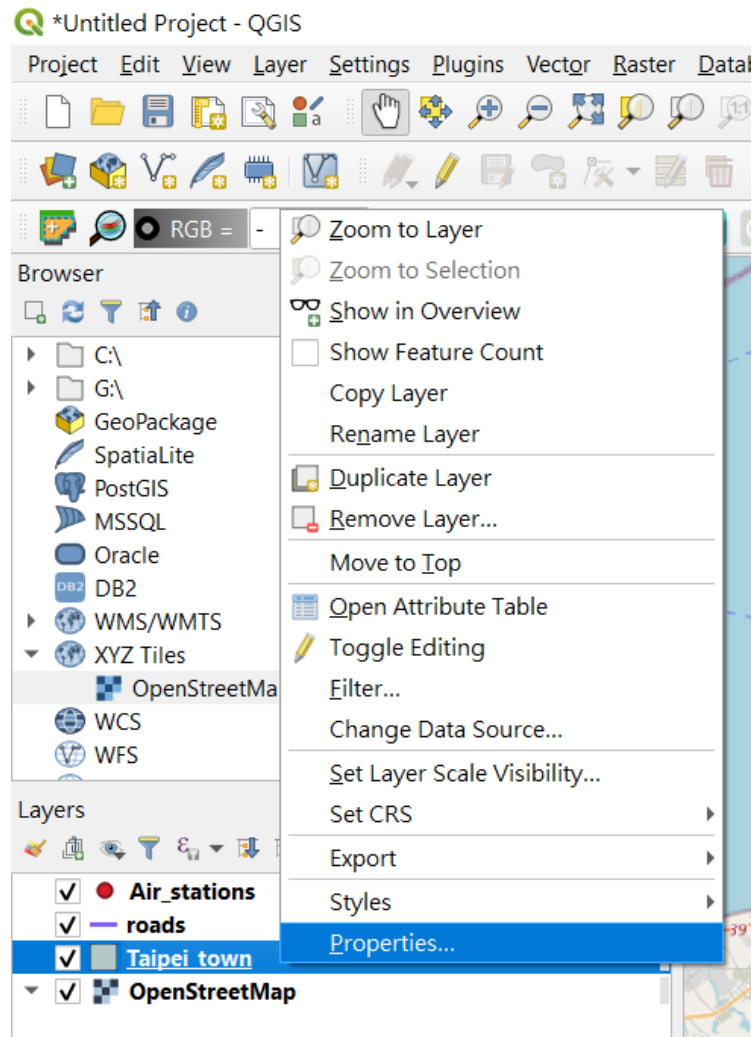 *Untitled Project - QGIS
Project Edit View Layer Settings Plugins Vector Raster
a
1:1
RGB = -
Browser
C:\
G:\
GeoPackage
SpatiaLite
PostGIS
MSSQL
Oracle
DB2 DB2
WMS/WMTS
XYZ Tiles
OpenStreetMa
WCS
WFS
Zoom to Layer
Zoom to Selection
Show in Overview
Show Feature Count
Copy Layer
Rename Layer
Duplicate Layer
Remove Layer...
Move to Top
Open Attribute Table
Toggle Editing
Filter...
Change Data Source...
Set Layer Scale Visibility...
Set CRS
Export
Styles
Properties...
Layers
Air_stations
roads
Taipei_town
OpenStreetMap